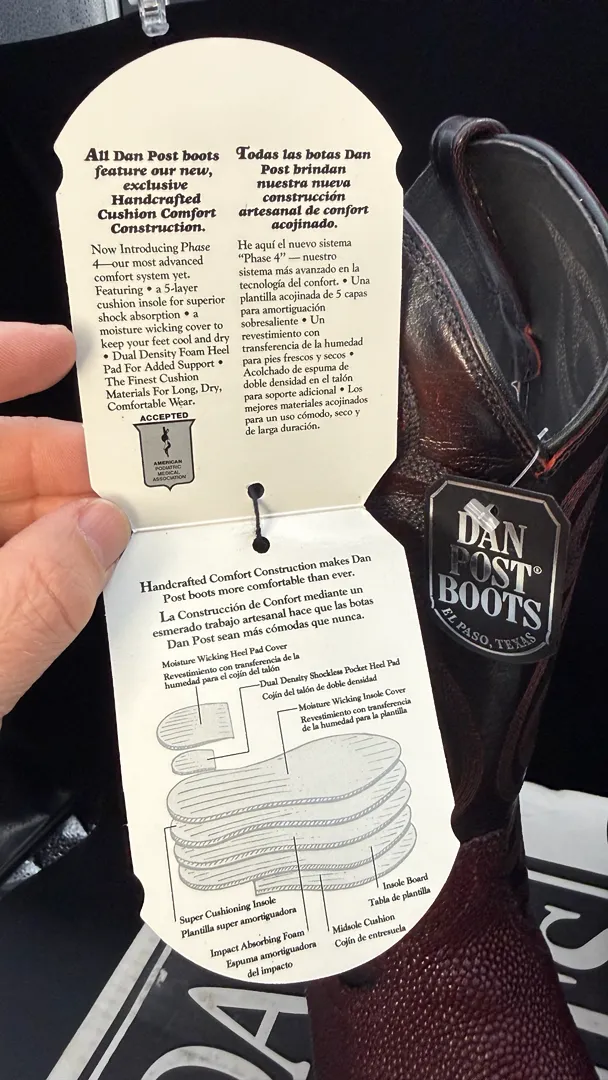 All Dan Post boots
feature our new,
exclusive
Handcrafted
Cushion Comfort
Construction.
Now Introducing Phase
4—our most advanced
comfort system yet.
Featuring • a 5-layer
cushion insole for superior
shock absorption • a
moisture wicking cover to
keep your feet cool and dry
• Dual Density Foam Heel
Pad For Added Support •
The Finest Cushion
Materials For Long, Dry,
Comfortable Wear.
ACCEPTED
AMERICAN
PODIATRIC
MEDICAL
ASSOCIATION
Todas las botas Dan
Post brindan
nuestra nueva
construcción
artesanal de confort
acojinado.
He aquí el nuevo sistema
“Phase 4” — nuestro
sistema más avanzado en la
tecnología del confort. • Una
plantilla acojinada de 5 capas
para amortiguación
sobresaliente • Un
revestimiento con
transferencia de la humedad
para pies frescos y secos •
Acolchado de espuma de
doble densidad en el talón
para soporte adicional • Los
mejores materiales acojinados
para un uso cómodo, seco y
de larga duración.
Handcrafted Comfort Construction makes Dan
Post boots more comfortable than ever.
La Construcción de Confort mediante un
esmerado trabajo artesanal hace que las botas
Dan Post sean más cómodas que nunca.
Moisture Wicking Heel Pad Cover
Revestimiento con transferencia de la
humedad para el cojín del talón
Dual Density Shockless Pocket Heel Pad
Cojín del talón de doble densidad
Moisture Wicking Insole Cover
Revestimiento con transferencia
de la humedad para la plantilla
Super Cushioning Insole
Plantilla super amortiguadora
Impact Absorbing Foam
Espuma amortiguadora
del impacto
Midsole Cushion
Cojín de entresuela
Insole Board
Tabla de plantilla
DAN
POST®
BOOTS
EL PASO, TEXAS